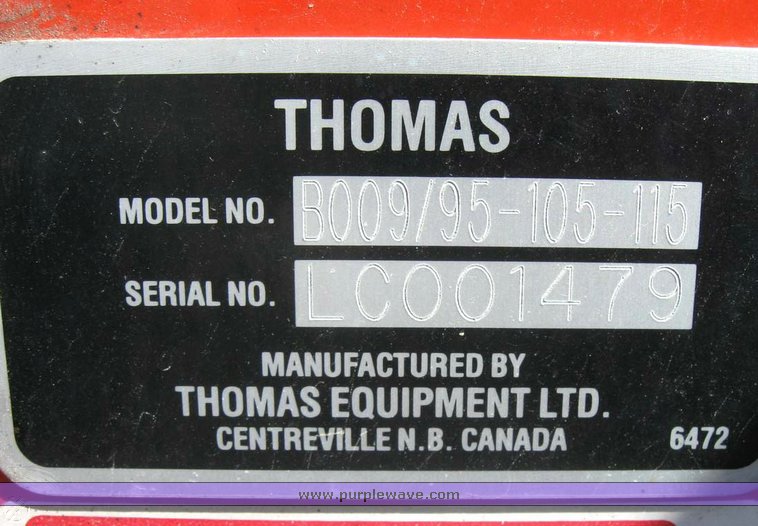 THOMAS
MODEL NO. B009/95-105-115
SERIAL NO. LC001479
MANUFACTURED BY
THOMAS EQUIPMENT LTD.
CENTREVILLE N.B. CANADA 6472
www.purplewave.com